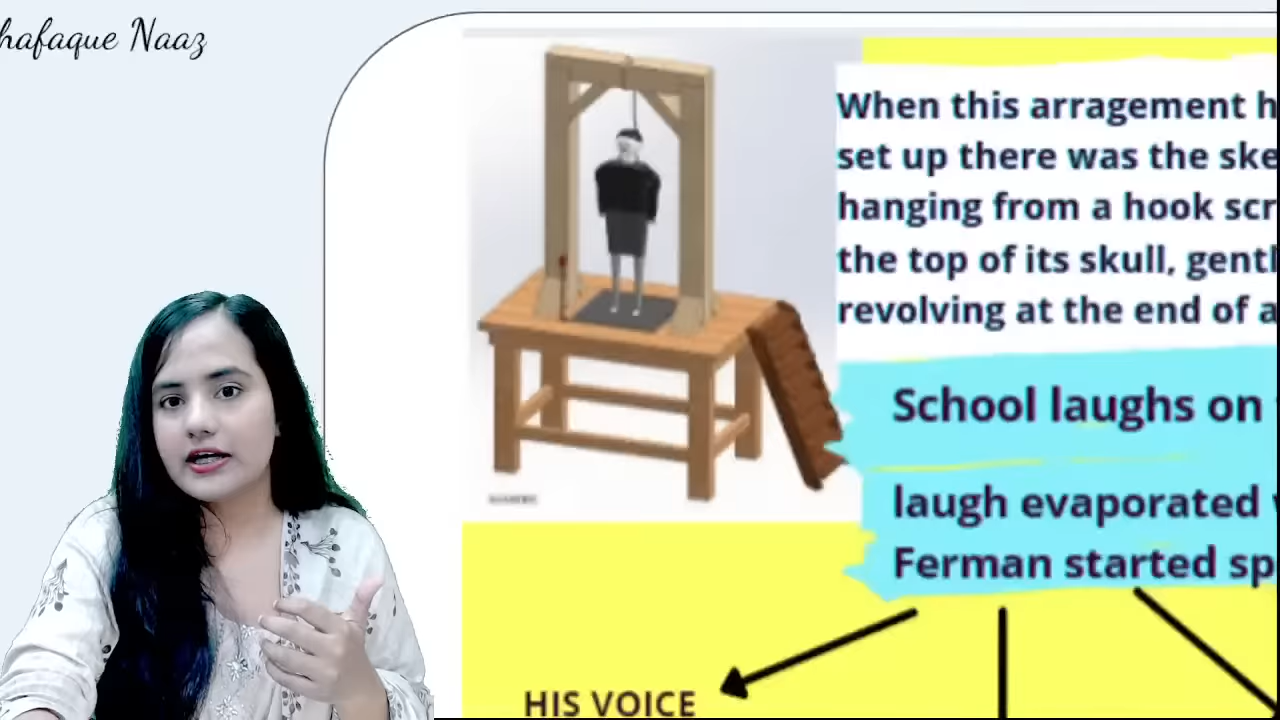 hafaque Naaz
When this arragement h
set up there was the ske
hanging from a hook scr
the top of its skull, gentl
revolving at the end of a
School laughs on
laugh evaporated
Ferman started sp
HIS VOICE